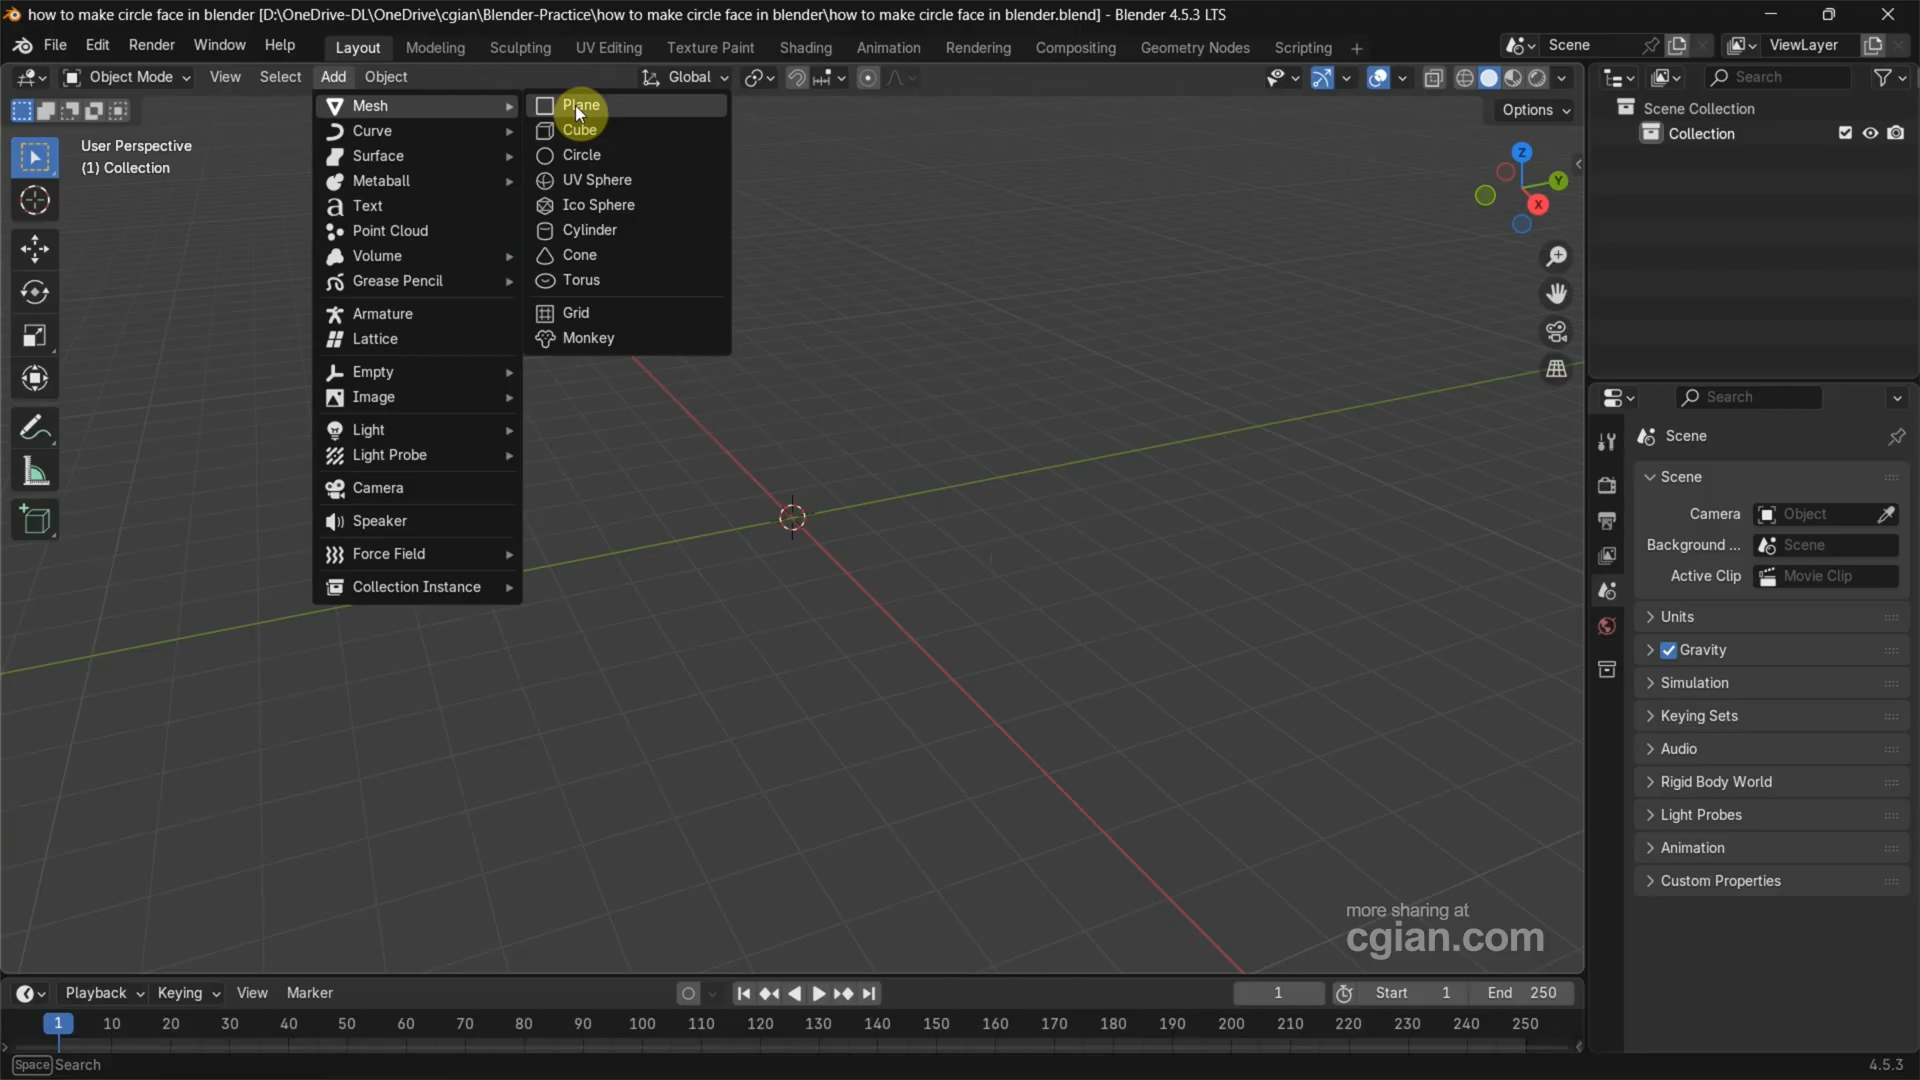 how to make circle face in blender [D:\OneDrive-DL\OneDrive\cgian\Blender-Practice\how to make circle face in blender\how to make circle face in blender.blend] - Blender 4.5.3 LTS
File Edit Render Window Help Layout Modeling Sculpting UV Editing Texture Paint Shading Animation Rendering Compositing Geometry Nodes Scripting + Scene ViewLayer
Object Mode View Select Add Object Global Search
Options
User Perspective
(1) Collection
Mesh
Curve
Surface
Metaball
Text
Point Cloud
Volume
Grease Pencil
Armature
Lattice
Empty
Image
Light
Light Probe
Camera
Speaker
Force Field
Collection Instance
Plane
Cube
Circle
UV Sphere
Ico Sphere
Cylinder
Cone
Torus
Grid
Monkey
Z
Y
X
Scene Collection
Collection
Search
Scene
Scene
Camera Object
Background ... Scene
Active Clip Movie Clip
Units
Gravity
Simulation
Keying Sets
Audio
Rigid Body World
Light Probes
Animation
Custom Properties
more sharing at
cgian.com
Playback Keying View Marker 1 Start 1 End 250
1 10 20 30 40 50 60 70 80 90 100 110 120 130 140 150 160 170 180 190 200 210 220 230 240 250
Space Search 4.5.3